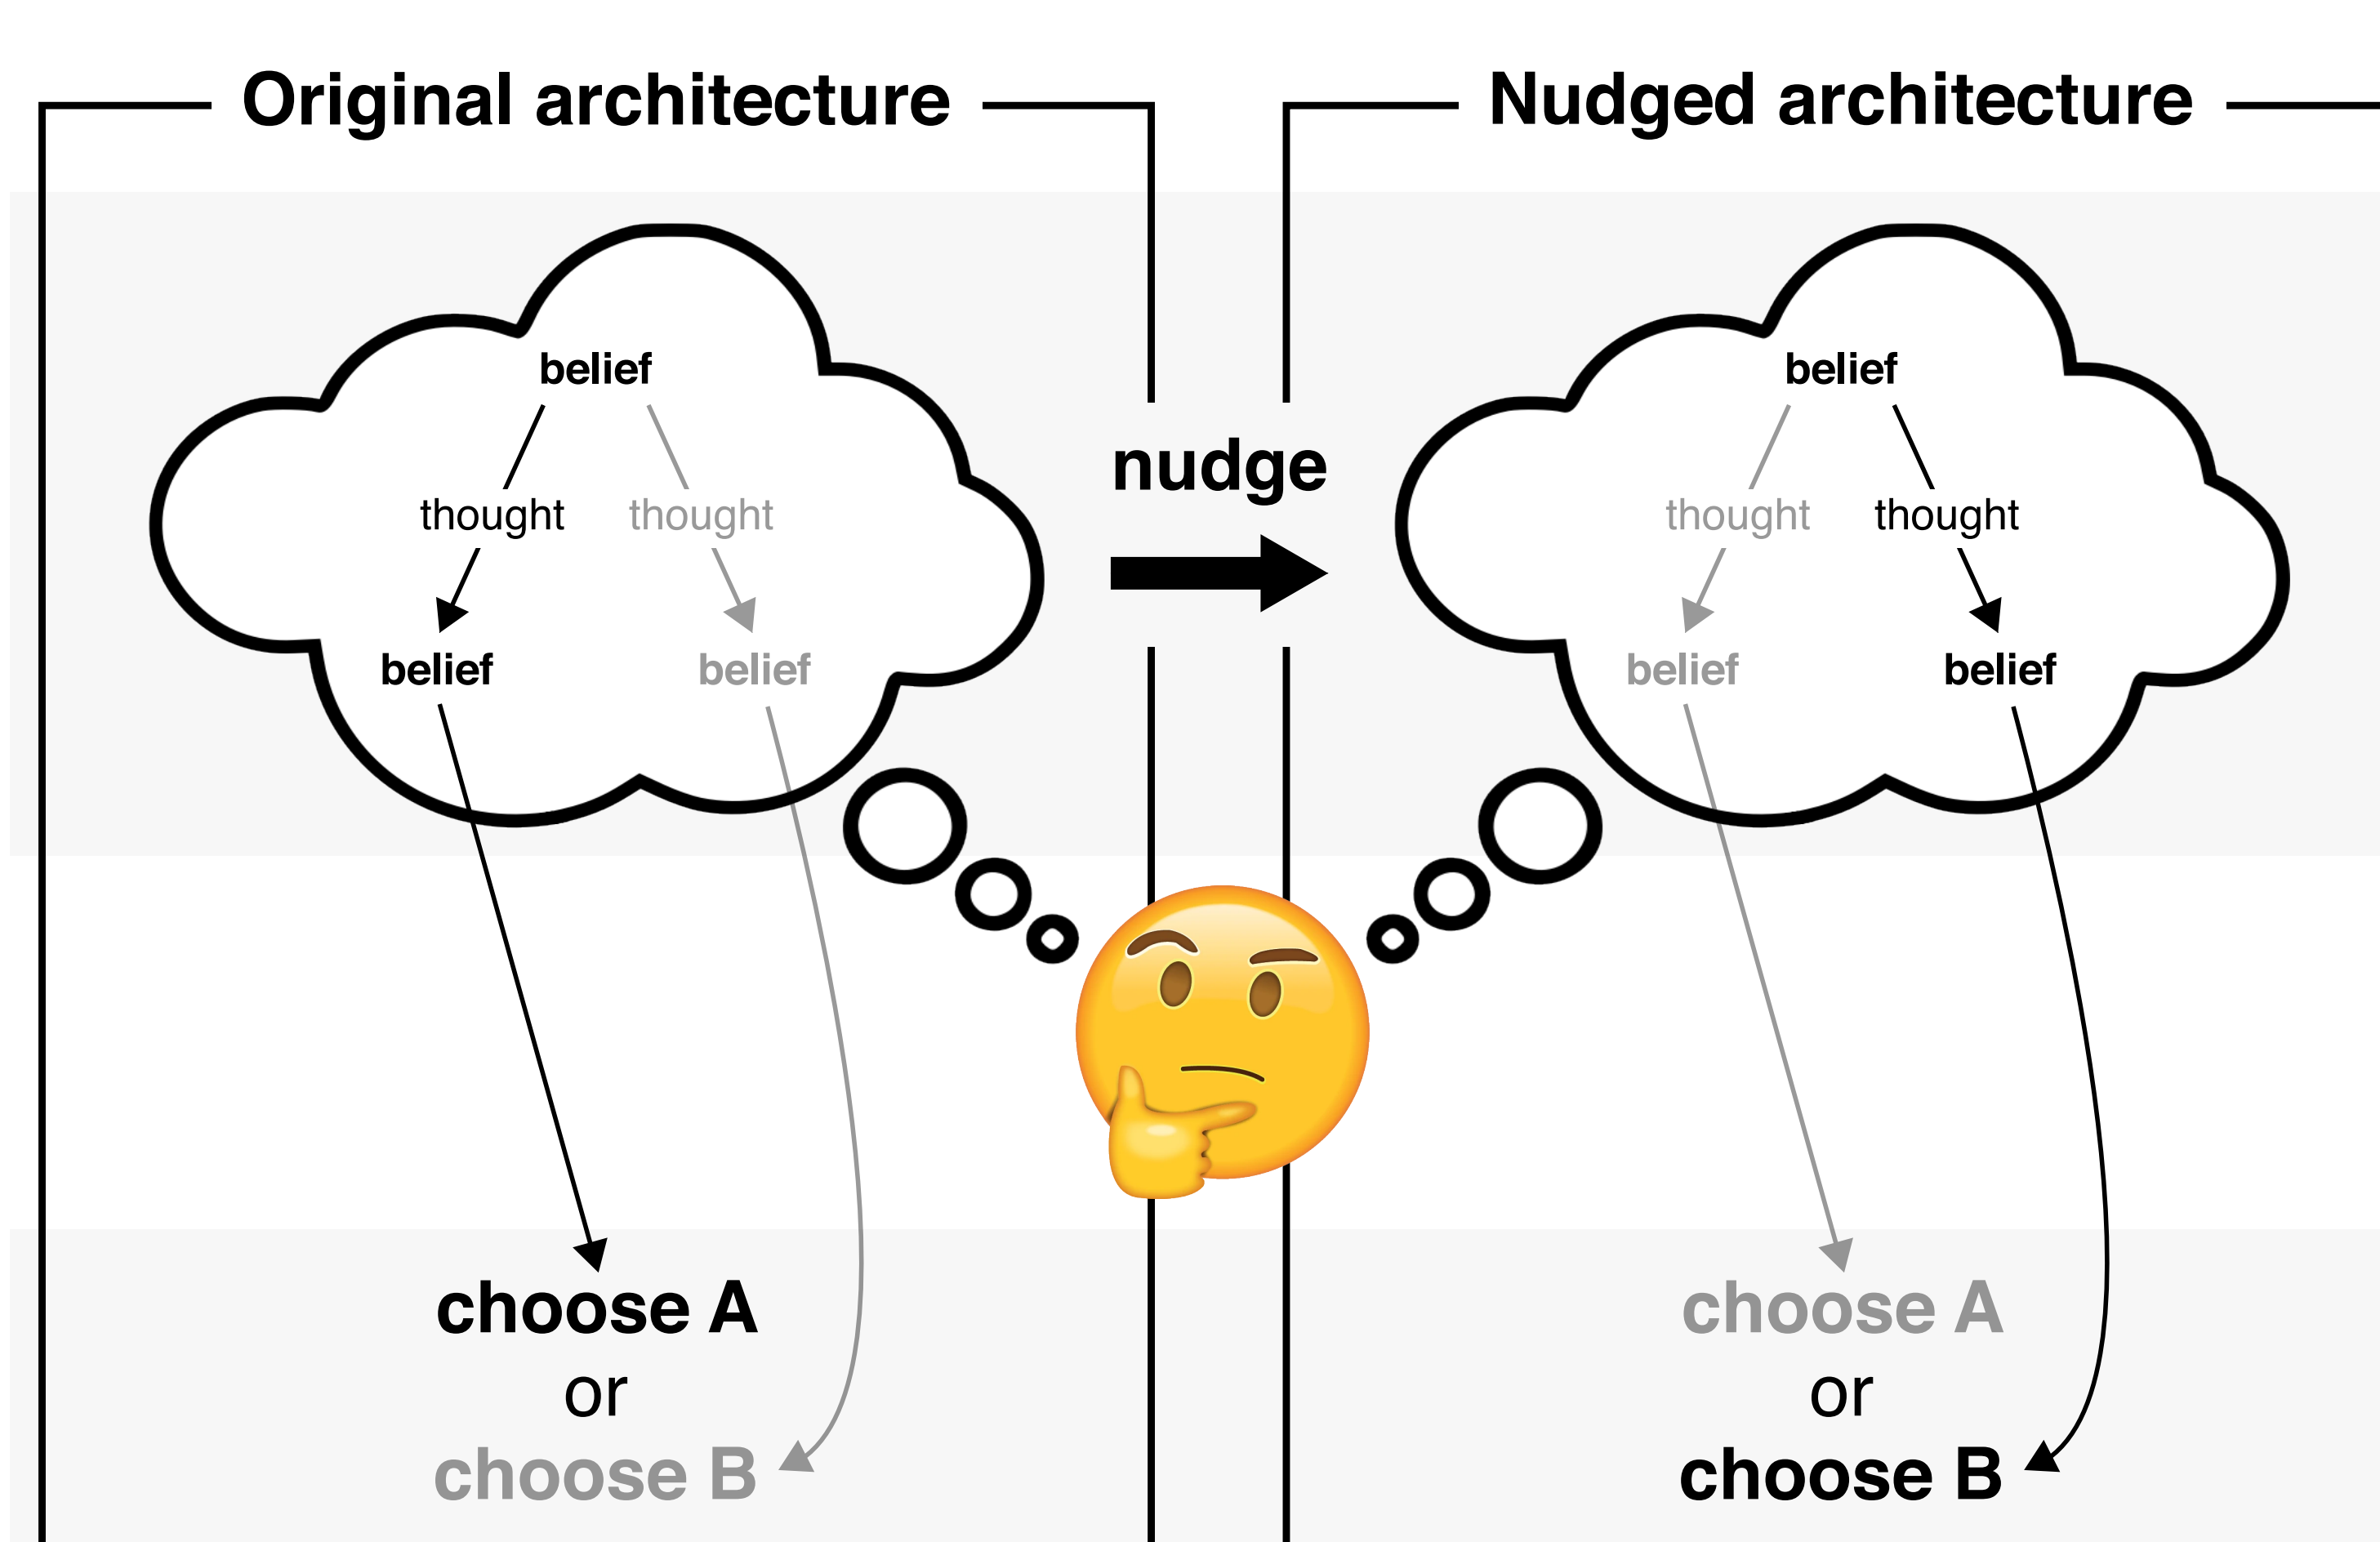 Original architecture
belief
thought thought
belief belief
choose A
or
choose B
nudge
Nudged architecture
belief
thought thought
belief belief
choose A
or
choose B